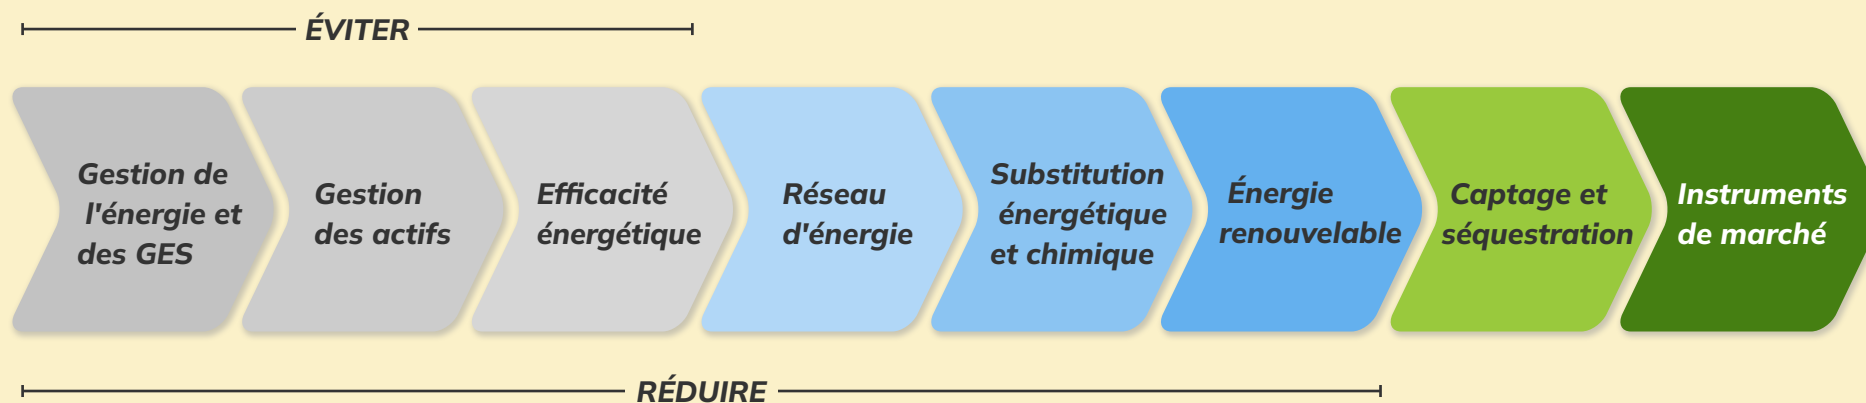 ÉVITER
Gestion de
l'énergie et
des GES
Gestion
des actifs
Efficacité
énergétique
Réseau
d'énergie
Substitution
énergétique
et chimique
Énergie
renouvelable
Captage et
séquestration
Instruments
de marché
RÉDUIRE